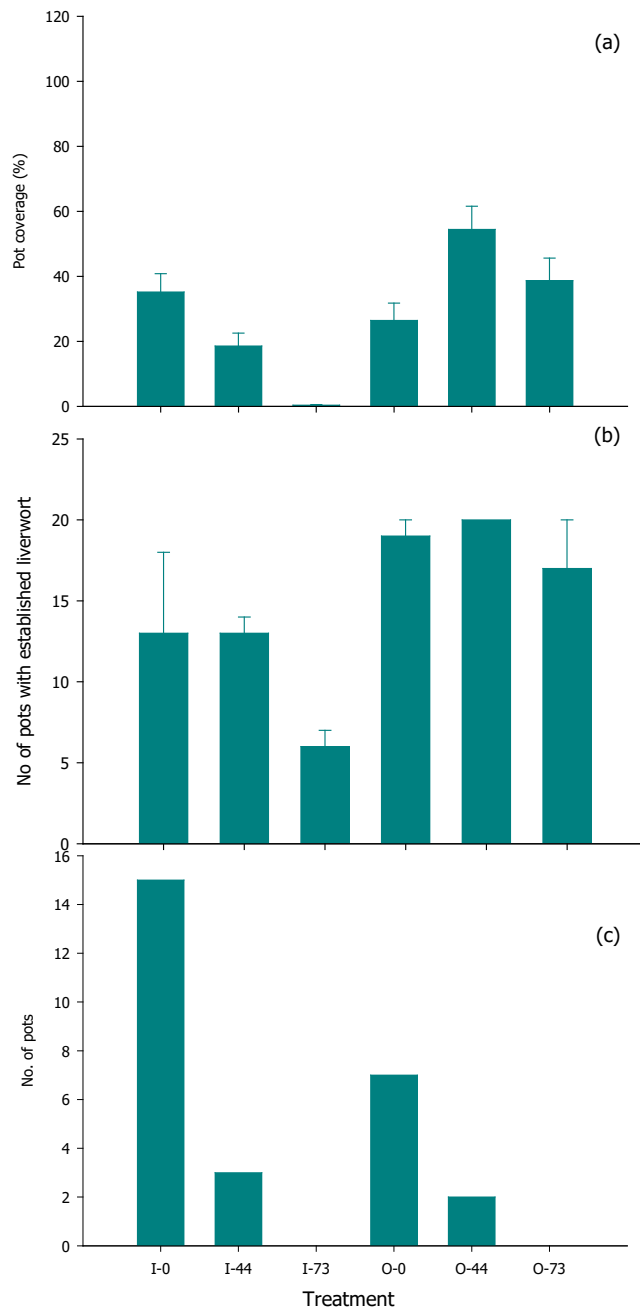 120
(a)
100
80
60
40
20
0
Pot coverage (%)
25
(b)
20
15
10
5
0
No of pots with established liverwort
16
14
12
(c)
10
8
6
4
2
0
No. of pots
I-0 I-44 I-73 O-0 O-44 O-73
Treatment